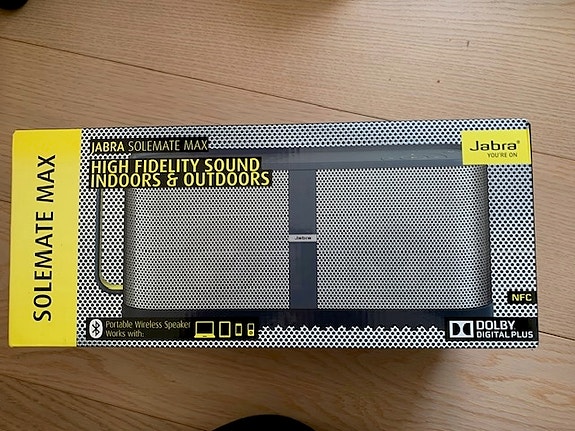 SOLEMATE MAX
JABRA SOLEMATE MAX
HIGH FIDELITY SOUND
INDOORS & OUTDOORS
Jabra®
YOU'RE ON
Jabra
NFC
Portable Wireless Speaker
Works with:
DOLBY
DIGITAL PLUS